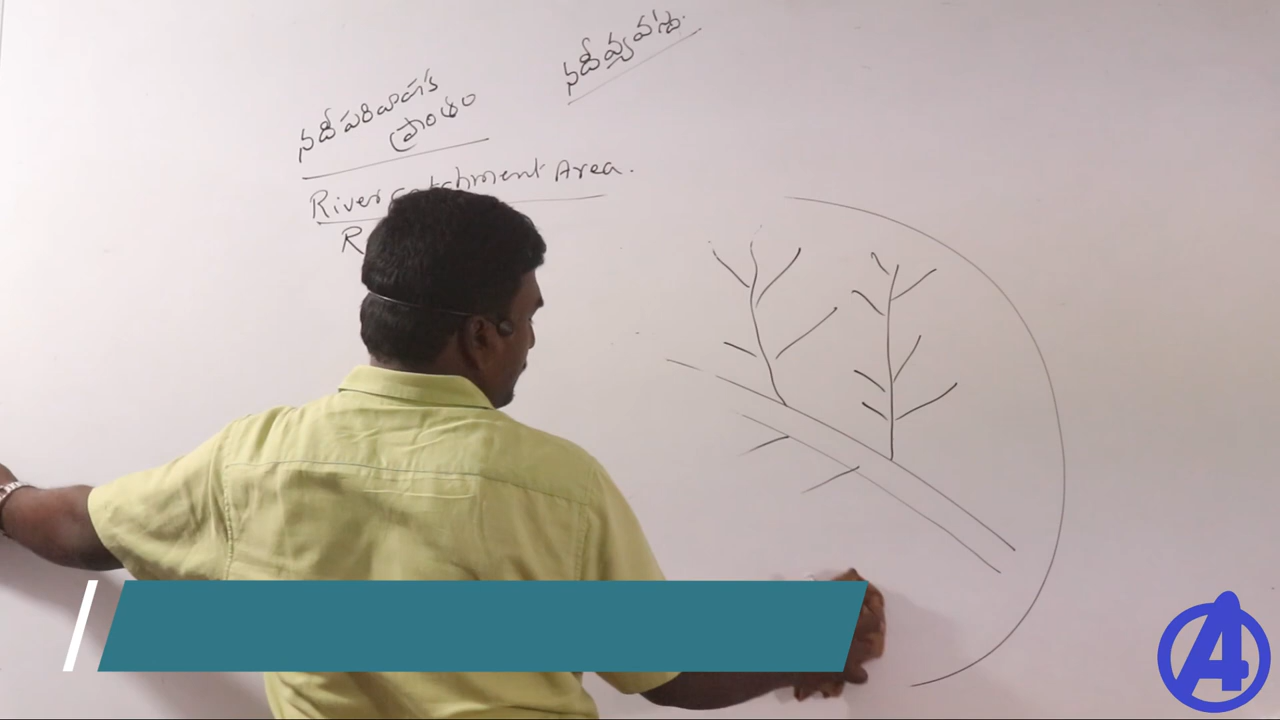 నదీవ్యవస్థ.
నదీ పరివాహక
ప్రాంతం
River catchment Area.
R
A